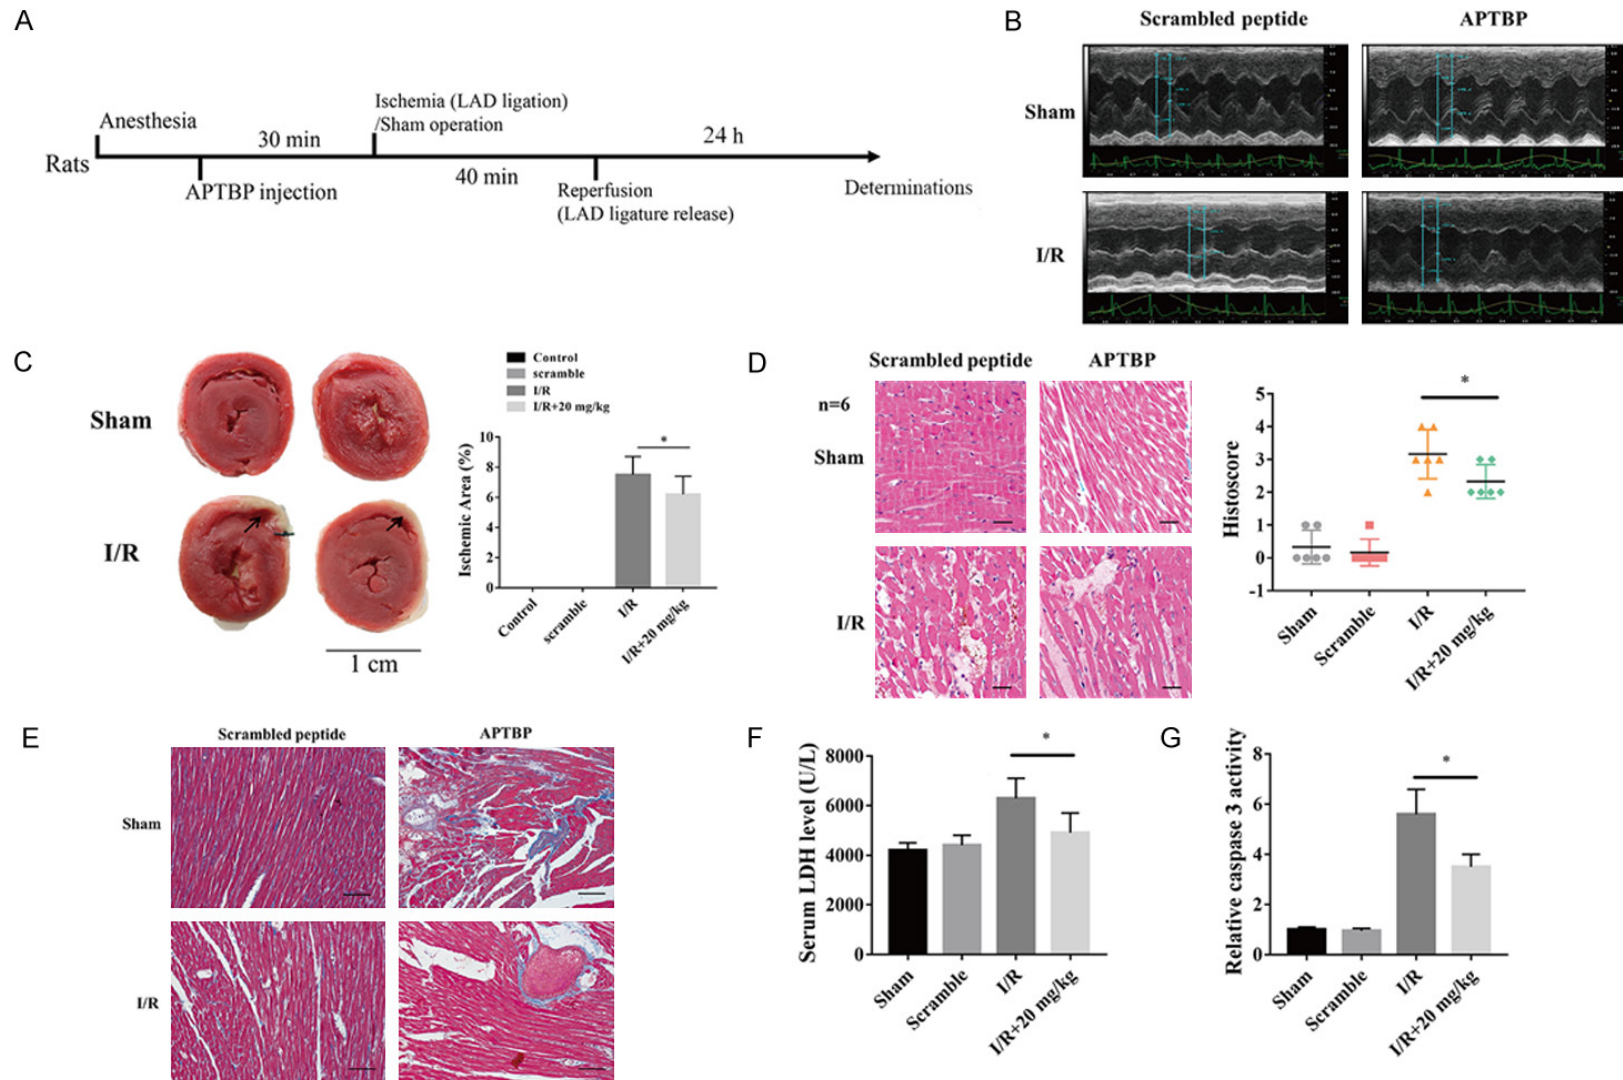 A
Anesthesia
30 min
Ischemia (LAD ligation)
/Sham operation
24 h
Rats
APTBP injection
40 min
Reperfusion
(LAD ligature release)
Determinations
B
Scrambled peptide
APTBP
Sham
I/R
C
Sham
I/R
1 cm
Control
scramble
I/R
I/R+20 mg/kg
Ischemic Area (%)
10
8
6
4
2
0
*
Control
scramble
I/R
I/R+20 mg/kg
D
Scrambled peptide
APTBP
n=6
Sham
I/R
Histoscore
5
4
3
2
1
0
-1
*
Sham
Scramble
I/R
I/R+20 mg/kg
E
Scrambled peptide
APTBP
Sham
I/R
F
Serum LDH level (U/L)
8000
6000
4000
2000
0
*
Sham
Scramble
I/R
I/R+20 mg/kg
G
Relative caspase 3 activity
8
6
4
2
0
*
Sham
Scramble
I/R
I/R+20 mg/kg